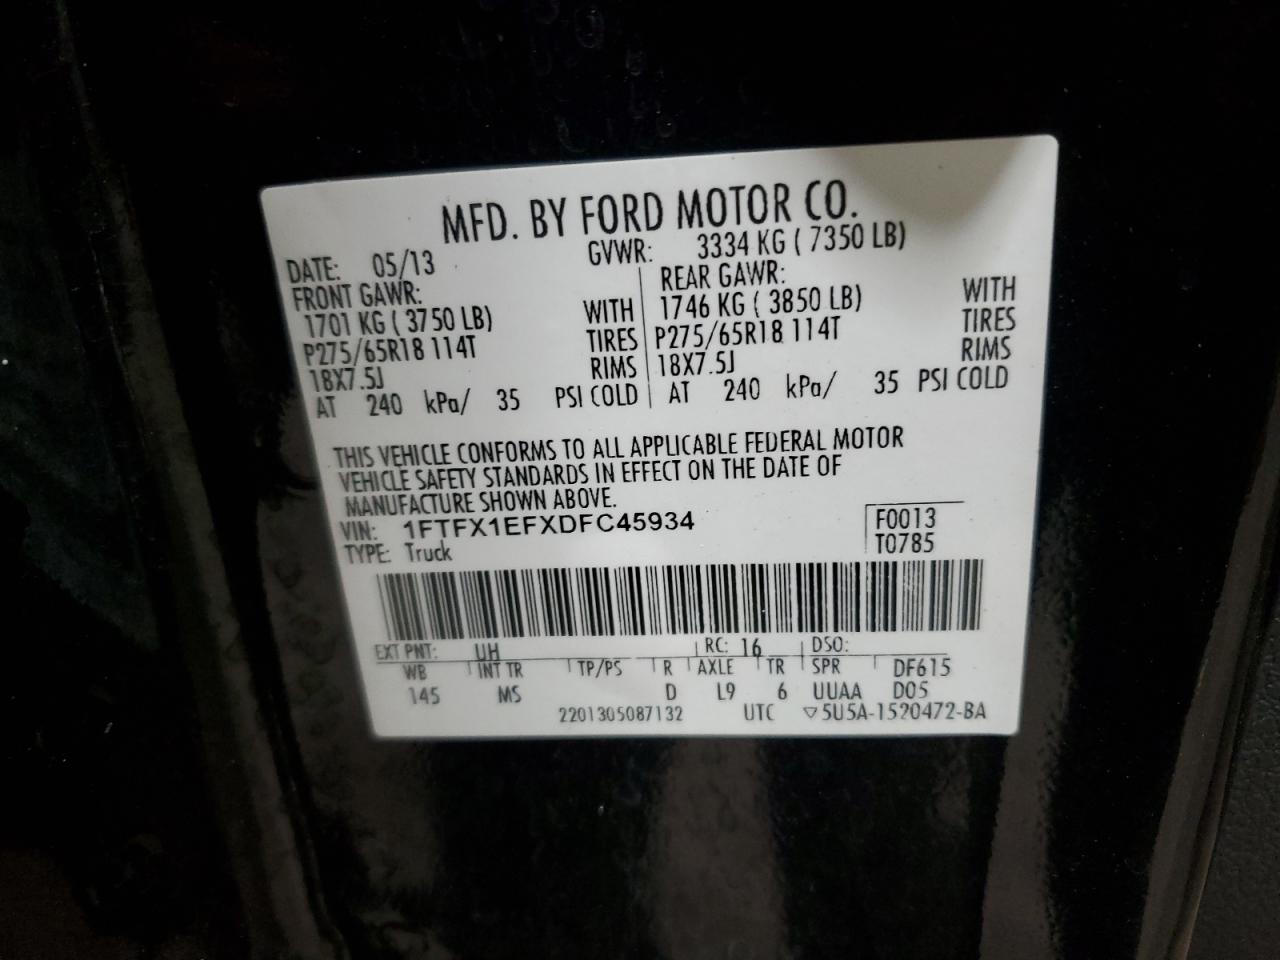 MFD. BY FORD MOTOR CO.
DATE: 05/13 GVWR: 3334 KG ( 7350 LB)
FRONT GAWR: REAR GAWR:
1701 KG ( 3750 LB) WITH 1746 KG ( 3850 LB) WITH
P275/65R18 114T TIRES P275/65R18 114T TIRES
18X7.5J RIMS 18X7.5J RIMS
AT 240 kPa/ 35 PSI COLD AT 240 kPa/ 35 PSI COLD
THIS VEHICLE CONFORMS TO ALL APPLICABLE FEDERAL MOTOR
VEHICLE SAFETY STANDARDS IN EFFECT ON THE DATE OF
MANUFACTURE SHOWN ABOVE.
VIN: 1FTFX1EFXDFC45934 F0013
TYPE: Truck T0785
EXT PNT: UH RC: 16 DSO:
WB INT TR TP/PS R AXLE TR SPR DF615
145 MS D L9 6 UUAA D05
2201305087132 UTC ▽5U5A-1520472-BA